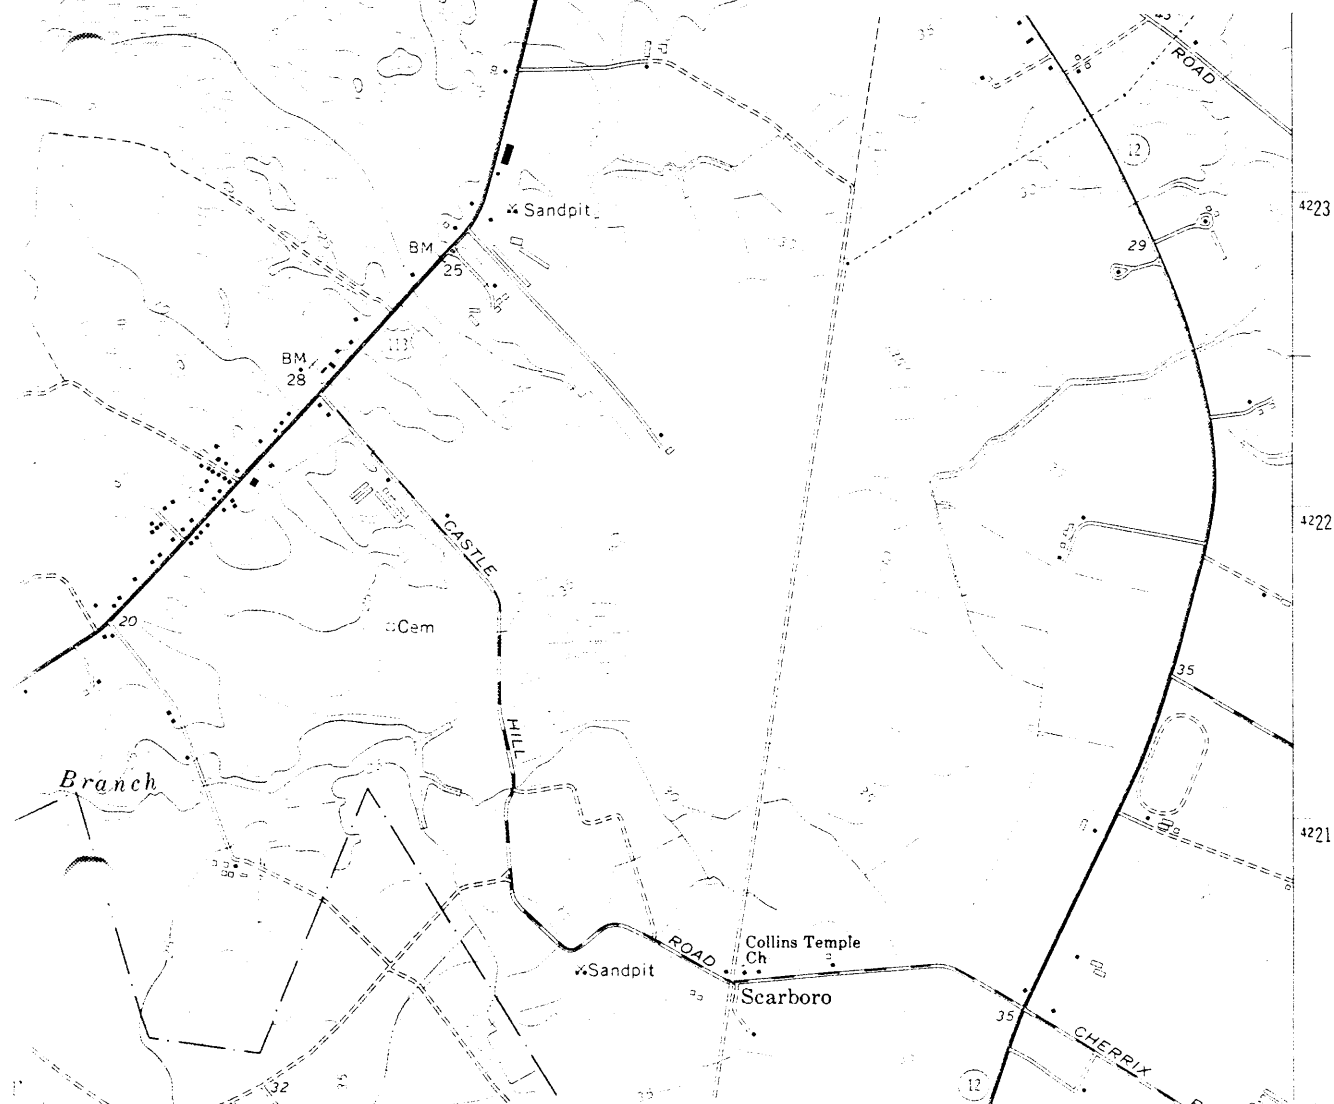 ROAD
12
Sandpit
4223
29
BM
25
113
BM
28
CASTLE
4222
20
Cem
35
HILL
Branch
4221
ROAD
Collins Temple
Ch
Sandpit
Scarboro
35
CHERRIX
12
32